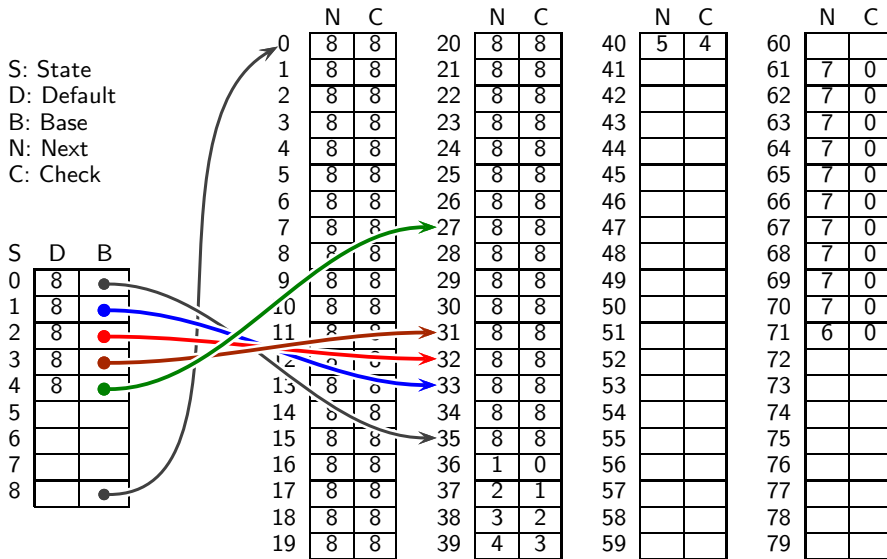 S: State
D: Default
B: Base
N: Next
C: Check
S D B
0 8
1 8
2 8
3 8
4 8
5
6
7
8
N C
0 8 8
1 8 8
2 8 8
3 8 8
4 8 8
5 8 8
6 8 8
7 8 8
8 8 8
9 8 8
10 8 8
11 8 8
12 8 8
13 8 8
14 8 8
15 8 8
16 8 8
17 8 8
18 8 8
19 8 8
N C
20 8 8
21 8 8
22 8 8
23 8 8
24 8 8
25 8 8
26 8 8
27 8 8
28 8 8
29 8 8
30 8 8
31 8 8
32 8 8
33 8 8
34 8 8
35 8 8
36 1 0
37 2 1
38 3 2
39 4 3
N C
40 5 4
41
42
43
44
45
46
47
48
49
50
51
52
53
54
55
56
57
58
59
N C
60
61 7 0
62 7 0
63 7 0
64 7 0
65 7 0
66 7 0
67 7 0
68 7 0
69 7 0
70 7 0
71 6 0
72
73
74
75
76
77
78
79